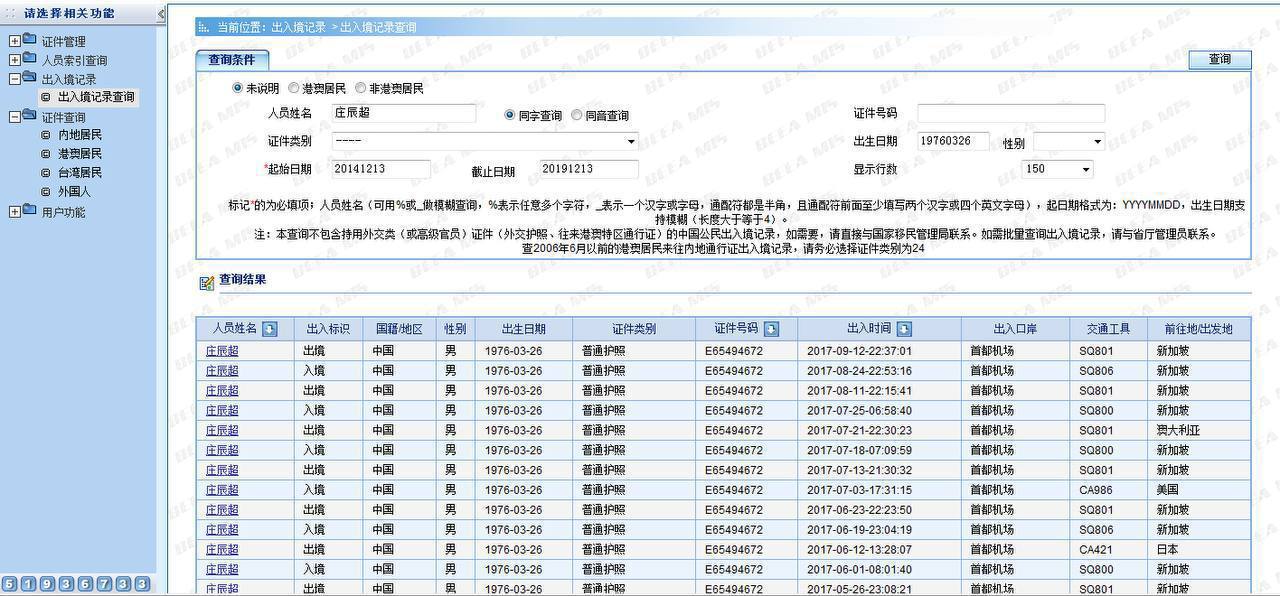 请选择相关功能
证件管理
人员索引查询
出入境记录
出入境记录查询
证件查询
内地居民
港澳居民
台湾居民
外国人
用户功能
5 1 9 3 6 7 3 3
当前位置：出入境记录 > 出入境记录查询
查询条件 查询
未说明 港澳居民 非港澳居民
人员姓名 庄辰超 同字查询 同音查询 证件号码
证件类别 ---- 出生日期 19760326 性别
*起始日期 20141213 截止日期 20191213 显示行数 150
标记*的为必填项；人员姓名（可用%或_做模糊查询，%表示任意多个字符，_表示一个汉字或字母，通配符都是半角，且通配符前面至少填写两个汉字或四个英文字母），起日期格式为：YYYYMMDD，出生日期支
持模糊（长度大于等于4）。
注：本查询不包含持用外交类（或高级官员）证件（外交护照、往来港澳特区通行证）的中国公民出入境记录，如需要，请直接与国家移民管理局联系。如需批量查询出入境记录，请与省厅管理员联系。
查2006年6月以前的港澳居民来往内地通行证出入境记录，请务必选择证件类别为24
查询结果
人员姓名 出入标识 国籍/地区 性别 出生日期 证件类别 证件号码 出入时间 出入口岸 交通工具 前往地/出发地
庄辰超 出境 中国 男 1976-03-26 普通护照 E65494672 2017-09-12-22:37:01 首都机场 SQ801 新加坡
庄辰超 入境 中国 男 1976-03-26 普通护照 E65494672 2017-08-24-22:53:16 首都机场 SQ806 新加坡
庄辰超 出境 中国 男 1976-03-26 普通护照 E65494672 2017-08-11-22:15:41 首都机场 SQ801 新加坡
庄辰超 入境 中国 男 1976-03-26 普通护照 E65494672 2017-07-25-06:58:40 首都机场 SQ800 新加坡
庄辰超 出境 中国 男 1976-03-26 普通护照 E65494672 2017-07-21-22:30:23 首都机场 SQ801 澳大利亚
庄辰超 入境 中国 男 1976-03-26 普通护照 E65494672 2017-07-18-07:09:59 首都机场 SQ800 新加坡
庄辰超 出境 中国 男 1976-03-26 普通护照 E65494672 2017-07-13-21:30:32 首都机场 SQ801 新加坡
庄辰超 入境 中国 男 1976-03-26 普通护照 E65494672 2017-07-03-17:31:15 首都机场 CA986 美国
庄辰超 出境 中国 男 1976-03-26 普通护照 E65494672 2017-06-23-22:23:50 首都机场 SQ801 新加坡
庄辰超 入境 中国 男 1976-03-26 普通护照 E65494672 2017-06-19-23:04:19 首都机场 SQ806 新加坡
庄辰超 出境 中国 男 1976-03-26 普通护照 E65494672 2017-06-12-13:28:07 首都机场 CA421 日本
庄辰超 入境 中国 男 1976-03-26 普通护照 E65494672 2017-06-01-08:01:40 首都机场 SQ800 新加坡
庄辰超 出境 中国 男 1976-03-26 普通护照 E65494672 2017-05-26-23:08:21 首都机场 SQ801 新加坡